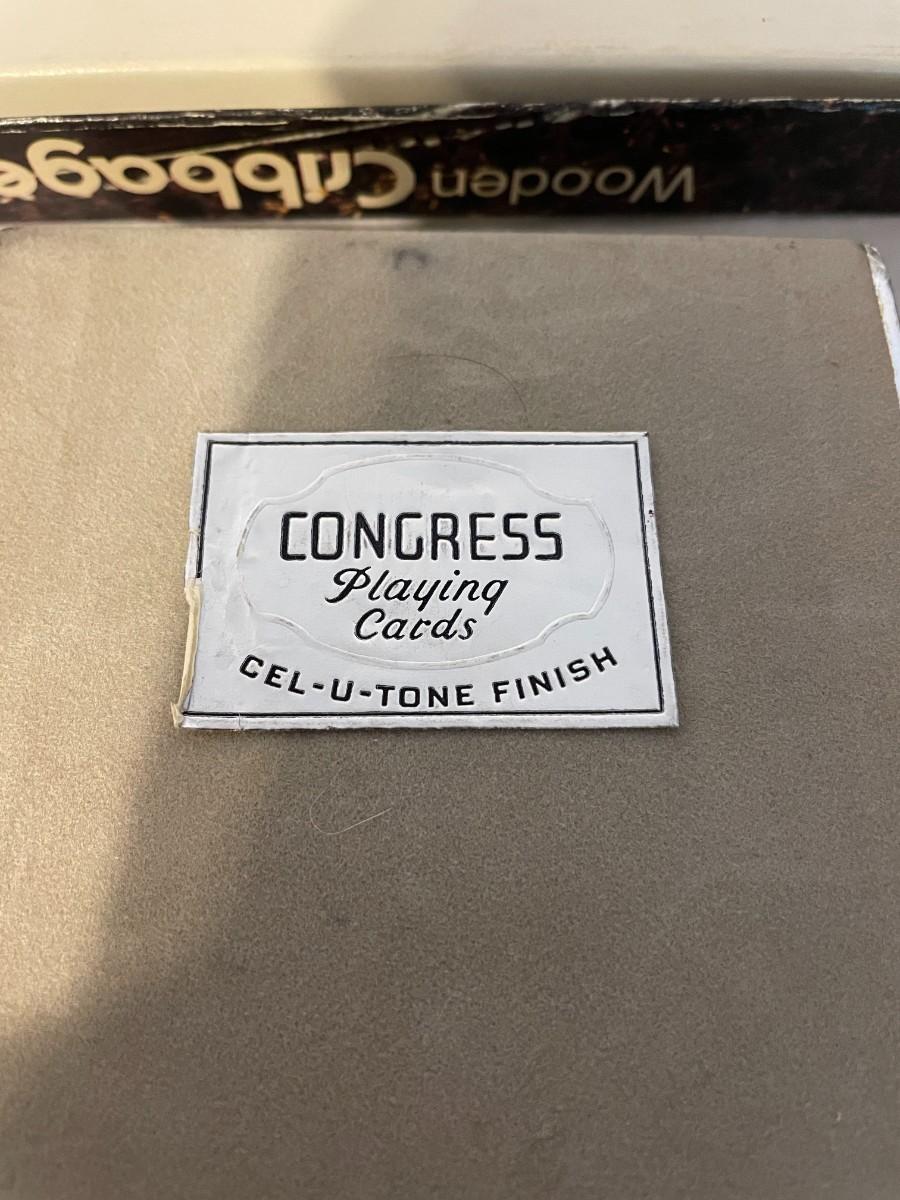 Wooden Cribbage
CONGRESS
Playing
Cards
CEL-U-TONE FINISH